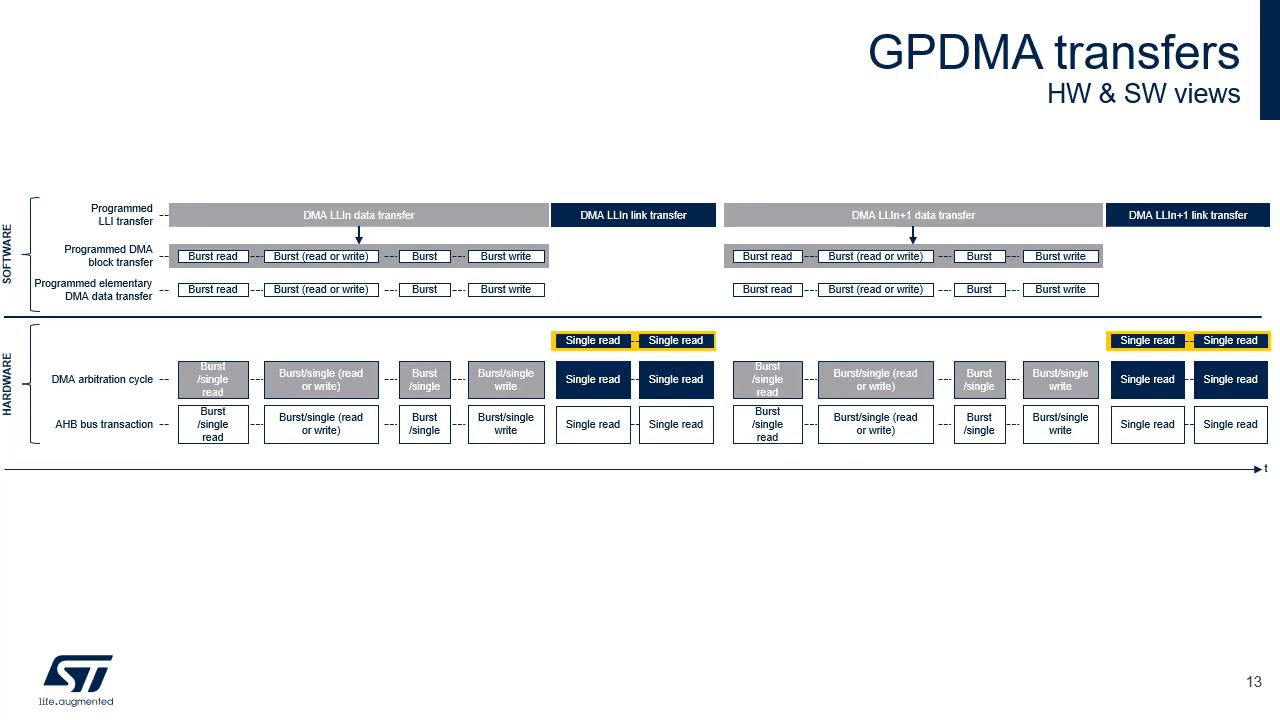 GPDMA transfers
HW & SW views
SOFTWARE
Programmed
LLI transfer
DMA LLIn data transfer
DMA LLIn link transfer
DMA LLIn+1 data transfer
DMA LLIn+1 link transfer
Programmed DMA
block transfer
Burst read
Burst (read or write)
Burst
Burst write
Burst read
Burst (read or write)
Burst
Burst write
Programmed elementary
DMA data transfer
Burst read
Burst (read or write)
Burst
Burst write
Burst read
Burst (read or write)
Burst
Burst write
HARDWARE
Single read
Single read
Single read
Single read
DMA arbitration cycle
Burst
/single
read
Burst/single (read
or write)
Burst
/single
Burst/single
write
Single read
Single read
Burst
/single
read
Burst/single (read
or write)
Burst
/single
Burst/single
write
Single read
Single read
AHB bus transaction
Burst
/single
read
Burst/single (read
or write)
Burst
/single
Burst/single
write
Single read
Single read
Burst
/single
read
Burst/single (read
or write)
Burst
/single
Burst/single
write
Single read
Single read
t
ST
life.augmented
13